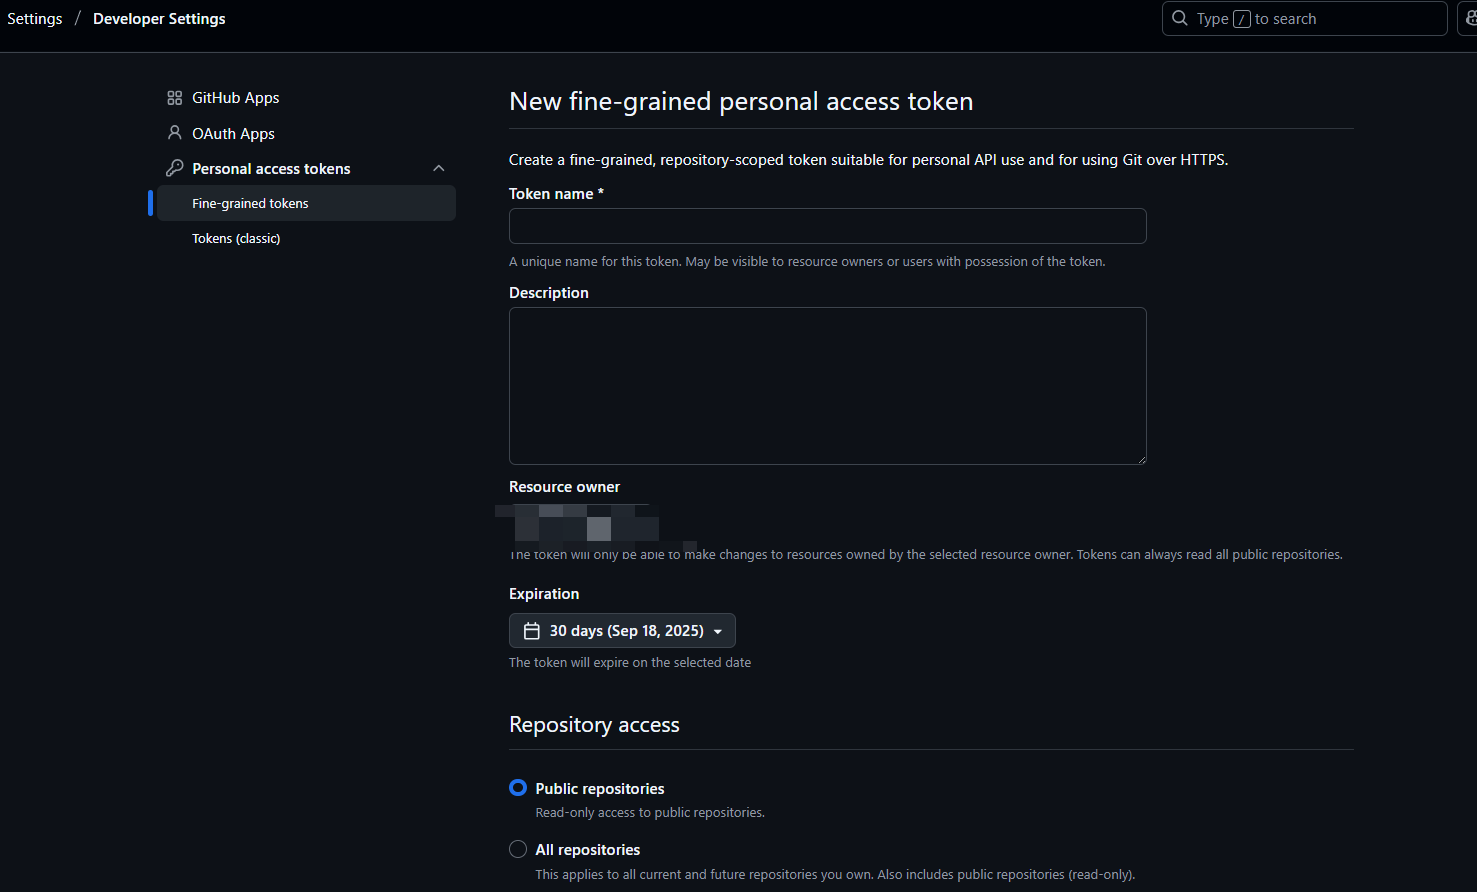 Settings / Developer Settings
Type / to search
GitHub Apps
OAuth Apps
Personal access tokens
Fine-grained tokens
Tokens (classic)
New fine-grained personal access token
Create a fine-grained, repository-scoped token suitable for personal API use and for using Git over HTTPS.
Token name *
A unique name for this token. May be visible to resource owners or users with possession of the token.
Description
Resource owner
The token will only be able to make changes to resources owned by the selected resource owner. Tokens can always read all public repositories.
Expiration
30 days (Sep 18, 2025)
The token will expire on the selected date
Repository access
Public repositories
Read-only access to public repositories.
All repositories
This applies to all current and future repositories you own. Also includes public repositories (read-only).